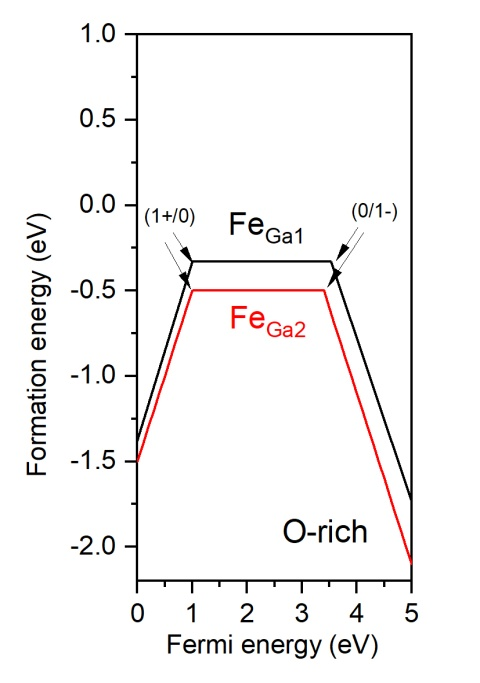 1.0
0.5
0.0
-0.5
-1.0
-1.5
-2.0
Formation energy (eV)
(1+/0)
(0/1-)
FeGa1
FeGa2
O-rich
0 1 2 3 4 5
Fermi energy (eV)